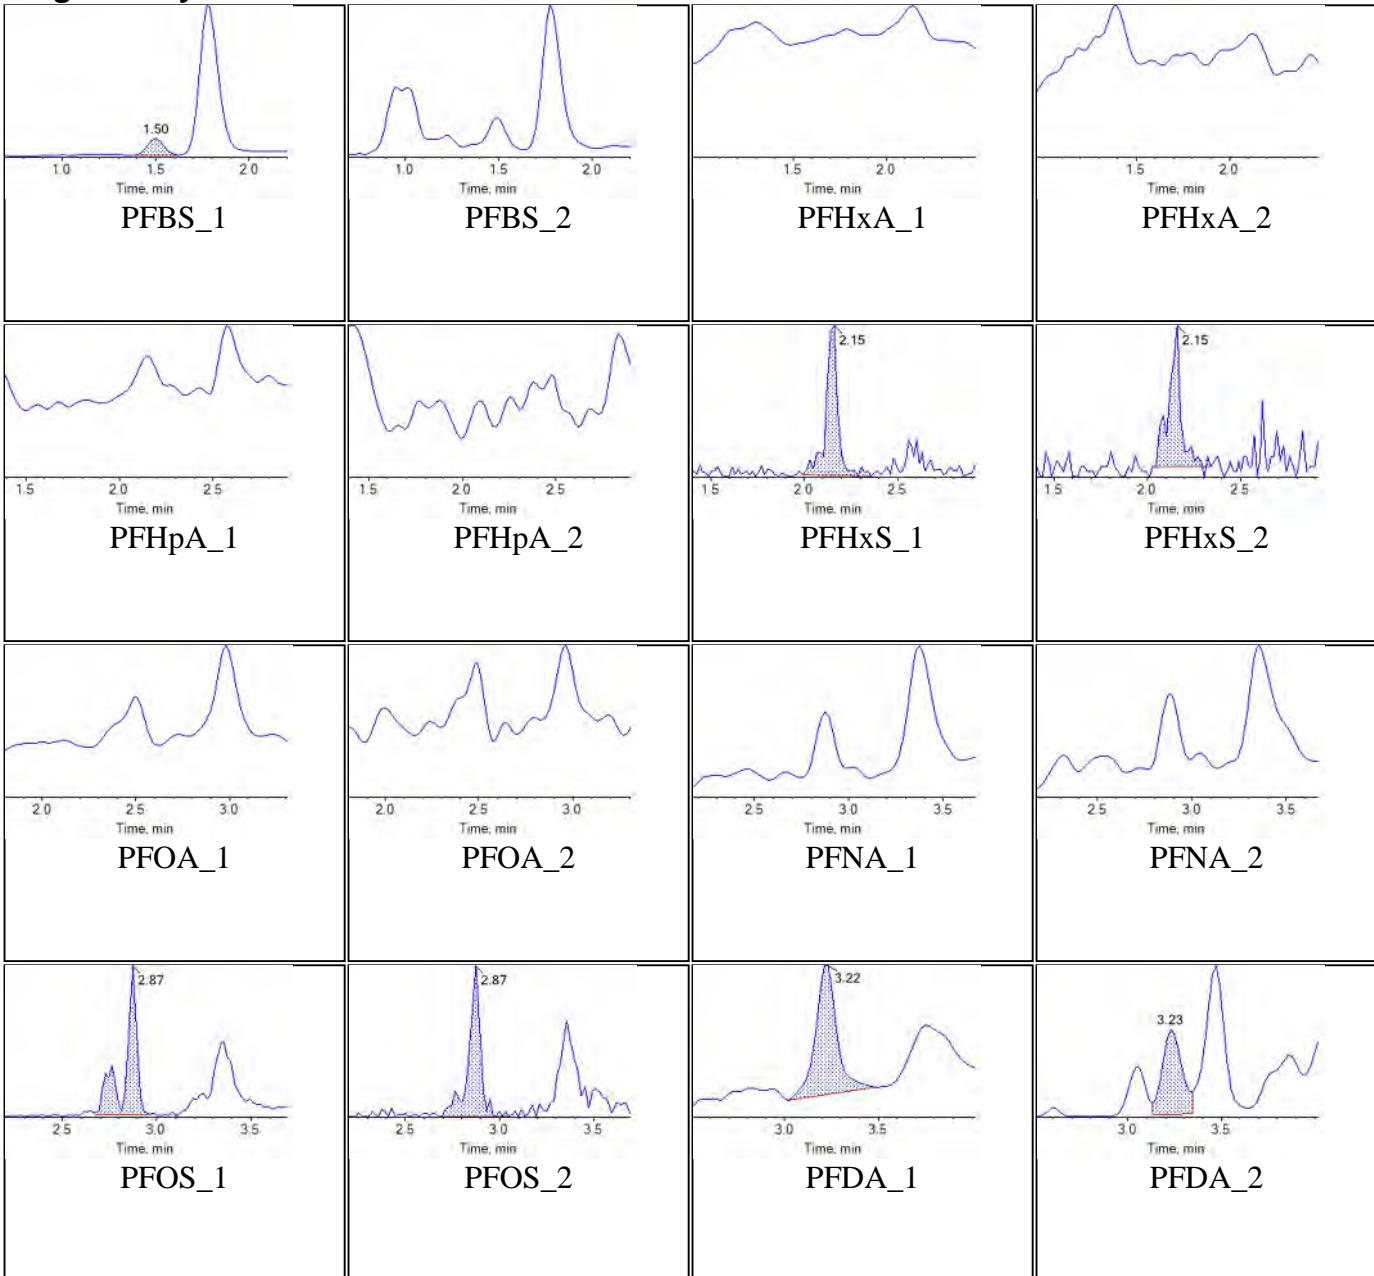 1.50
1.0 1.5 2.0
Time, min
PFBS_1
1.0 1.5 2.0
Time, min
PFBS_2
1.5 2.0
Time, min
PFHxA_1
1.5 2.0
Time, min
PFHxA_2
1.5 2.0 2.5
Time, min
PFHpA_1
1.5 2.0 2.5
Time, min
PFHpA_2
2.15
1.5 2.0 2.5
Time, min
PFHxS_1
2.15
1.5 2.0 2.5
Time, min
PFHxS_2
2.0 2.5 3.0
Time, min
PFOA_1
2.0 2.5 3.0
Time, min
PFOA_2
2.5 3.0 3.5
Time, min
PFNA_1
2.5 3.0 3.5
Time, min
PFNA_2
2.87
2.5 3.0 3.5
Time, min
PFOS_1
2.87
2.5 3.0 3.5
Time, min
PFOS_2
3.22
3.0 3.5
Time, min
PFDA_1
3.23
3.0 3.5
Time, min
PFDA_2